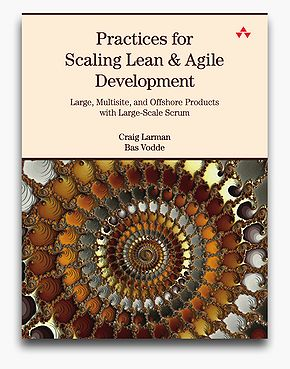 Practices for
Scaling Lean & Agile
Development
Large, Multisite, and Offshore Products
with Large-Scale Scrum
Craig Larman
Bas Vodde